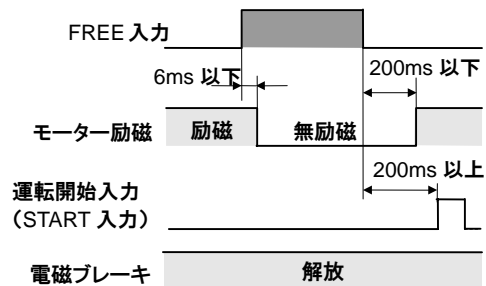 FREE 入力
6ms 以下
200ms 以下
モーター励磁
励磁
無励磁
200ms 以上
運転開始入力
（START 入力）
電磁ブレーキ
解放